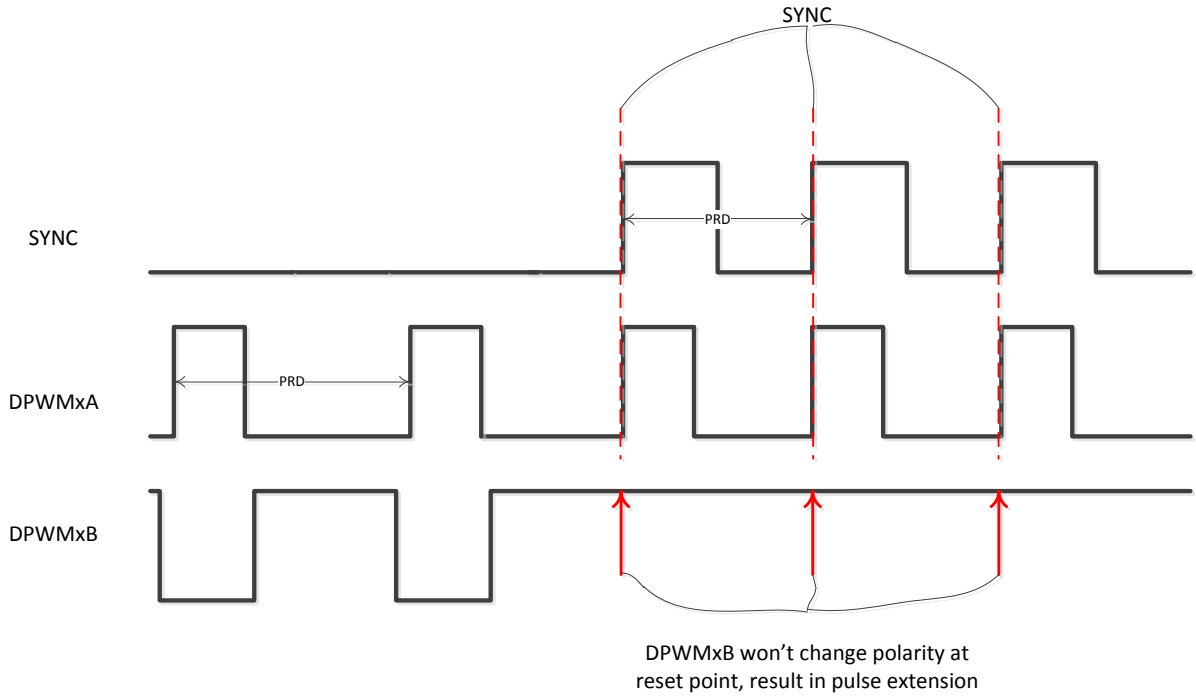 SYNC
PRD
SYNC
PRD
DPWMxA
DPWMxB
DPWMxB won’t change polarity at
reset point, result in pulse extension